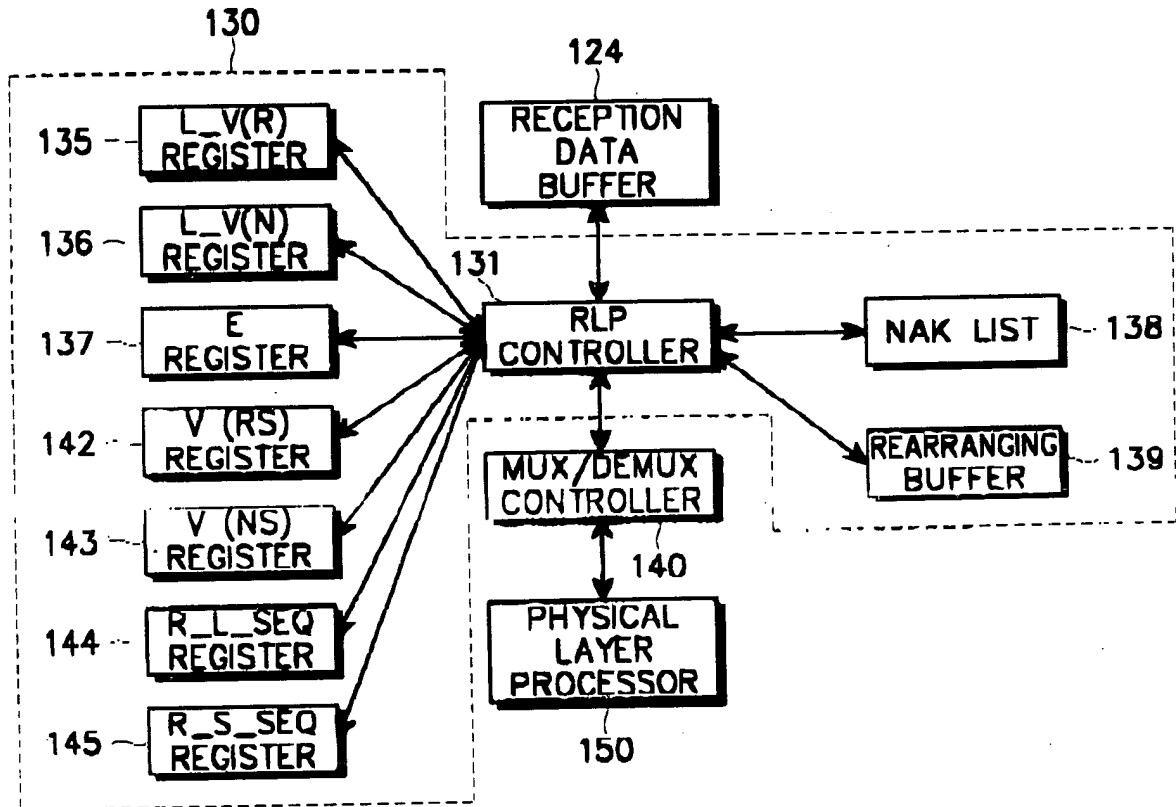 130
124
135
L_V(R)
REGISTER
RECEPTION
DATA
BUFFER
136
L_V(N)
REGISTER
131
137
E
REGISTER
RLP
CONTROLLER
NAK LIST
138
142
V (RS)
REGISTER
MUX/DEMUX
CONTROLLER
REARRANGING
BUFFER
139
143
V (NS)
REGISTER
140
144
R_L_SEQ
REGISTER
PHYSICAL
LAYER
PROCESSOR
145
R_S_SEQ
REGISTER
150